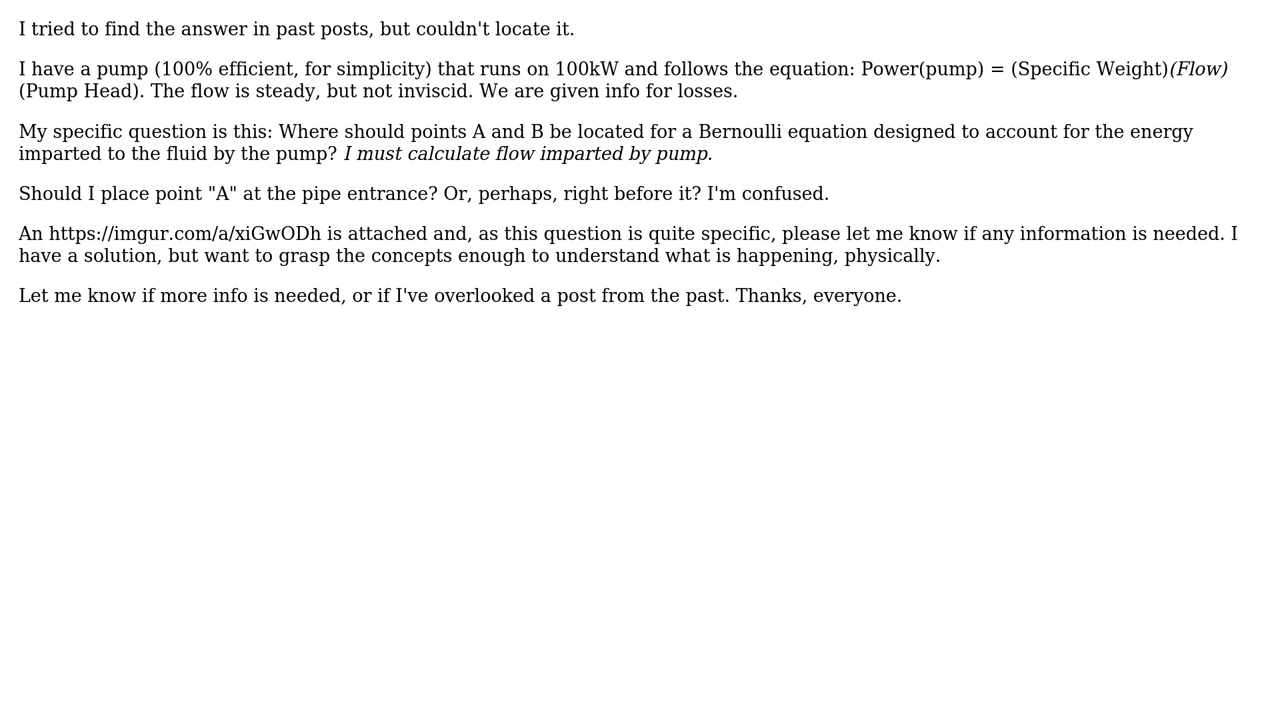 I tried to find the answer in past posts, but couldn't locate it.
I have a pump (100% efficient, for simplicity) that runs on 100kW and follows the equation: Power(pump) = (Specific Weight)(Flow)
(Pump Head). The flow is steady, but not inviscid. We are given info for losses.
My specific question is this: Where should points A and B be located for a Bernoulli equation designed to account for the energy
imparted to the fluid by the pump? I must calculate flow imparted by pump.
Should I place point "A" at the pipe entrance? Or, perhaps, right before it? I'm confused.
An https://imgur.com/a/xiGwODh is attached and, as this question is quite specific, please let me know if any information is needed. I
have a solution, but want to grasp the concepts enough to understand what is happening, physically.
Let me know if more info is needed, or if I've overlooked a post from the past. Thanks, everyone.